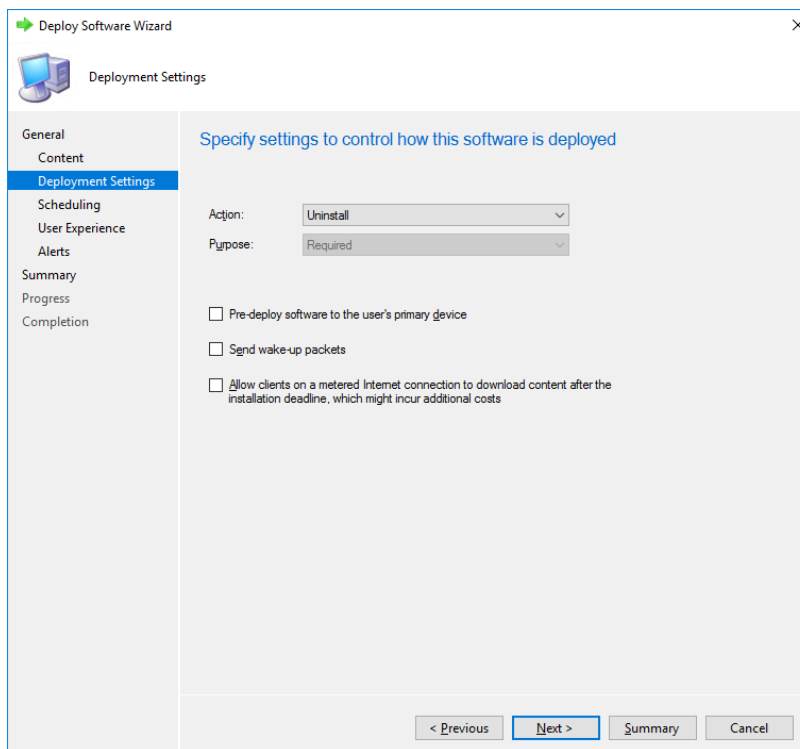 Deploy Software Wizard
Deployment Settings
General
Content
Deployment Settings
Scheduling
User Experience
Alerts
Summary
Progress
Completion
Specify settings to control how this software is deployed
Action: Uninstall
Purpose: Required
Pre-deploy software to the user's primary device
Send wake-up packets
Allow clients on a metered Internet connection to download content after the
installation deadline, which might incur additional costs
< Previous Next > Summary Cancel